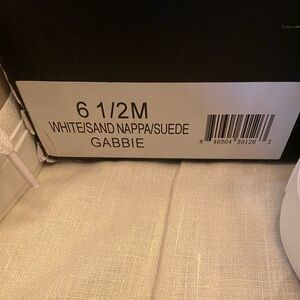 6 1/2M
WHITE/SAND NAPPA/SUEDE
GABBIE
8 40304 30126 3